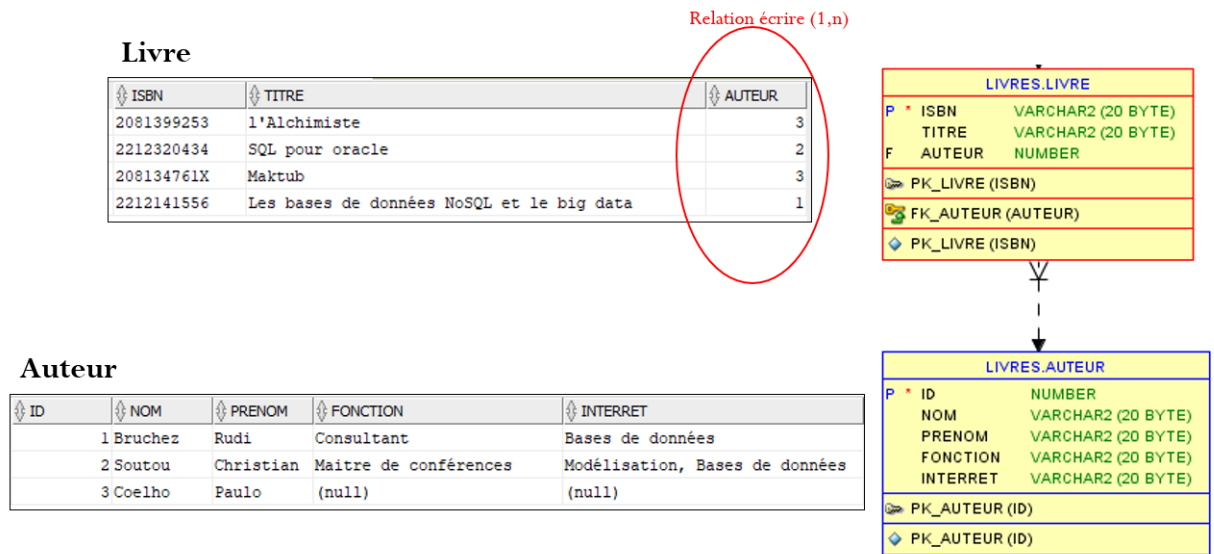 Relation écrire (1,n)
Livre
ISBN TITRE AUTEUR
2081399253 l'Alchimiste 3
2212320434 SQL pour oracle 2
208134761X Maktub 3
2212141556 Les bases de données NoSQL et le big data 1
LIVRES.LIVRE
P * ISBN VARCHAR2 (20 BYTE)
TITRE VARCHAR2 (20 BYTE)
F AUTEUR NUMBER
PK_LIVRE (ISBN)
FK_AUTEUR (AUTEUR)
PK_LIVRE (ISBN)
Auteur
ID NOM PRENOM FONCTION INTERRET
1 Bruchez Rudi Consultant Bases de données
2 Soutou Christian Maitre de conférences Modélisation, Bases de données
3 Coelho Paulo (null) (null)
LIVRES.AUTEUR
P * ID NUMBER
NOM VARCHAR2 (20 BYTE)
PRENOM VARCHAR2 (20 BYTE)
FONCTION VARCHAR2 (20 BYTE)
INTERRET VARCHAR2 (20 BYTE)
PK_AUTEUR (ID)
PK_AUTEUR (ID)